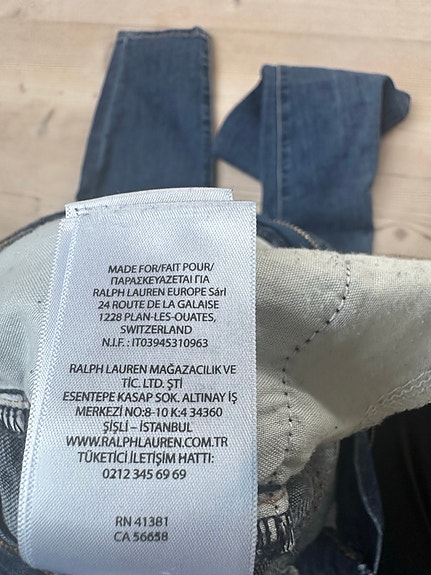 MADE FOR/FAIT POUR/
ΠΑΡΑΣΚΕΥΑΖΕΤΑΙ ΓΙΑ
RALPH LAUREN EUROPE Sárl
24 ROUTE DE LA GALAISE
1228 PLAN-LES-OUATES,
SWITZERLAND
N.I.F. : IT03945310963
RALPH LAUREN MAĞAZACILIK VE
TİC. LTD. ŞTİ
ESENTEPE KASAP SOK. ALTINAY İŞ
MERKEZİ NO:8-10 K:4 34360
ŞİŞLİ – İSTANBUL
WWW.RALPHLAUREN.COM.TR
TÜKETİCİ İLETİŞİM HATTI:
0212 345 69 69
RN 41381
CA 56658